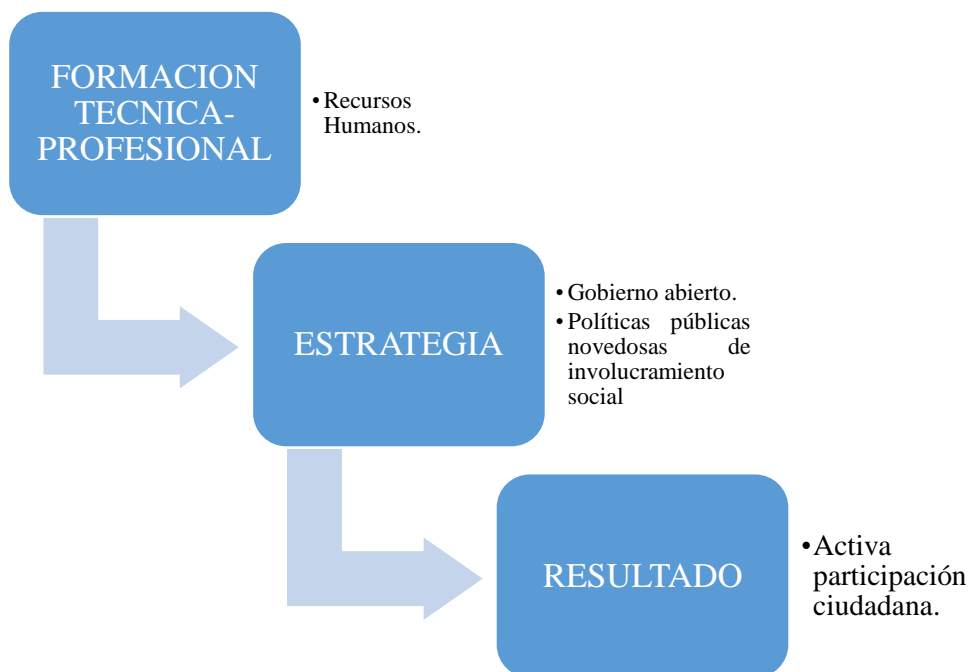 FORMACION
TECNICA-
PROFESIONAL
• Recursos
Humanos.
ESTRATEGIA
• Gobierno abierto.
• Políticas públicas
novedosas de
involucramiento
social
RESULTADO
• Activa
participación
ciudadana.